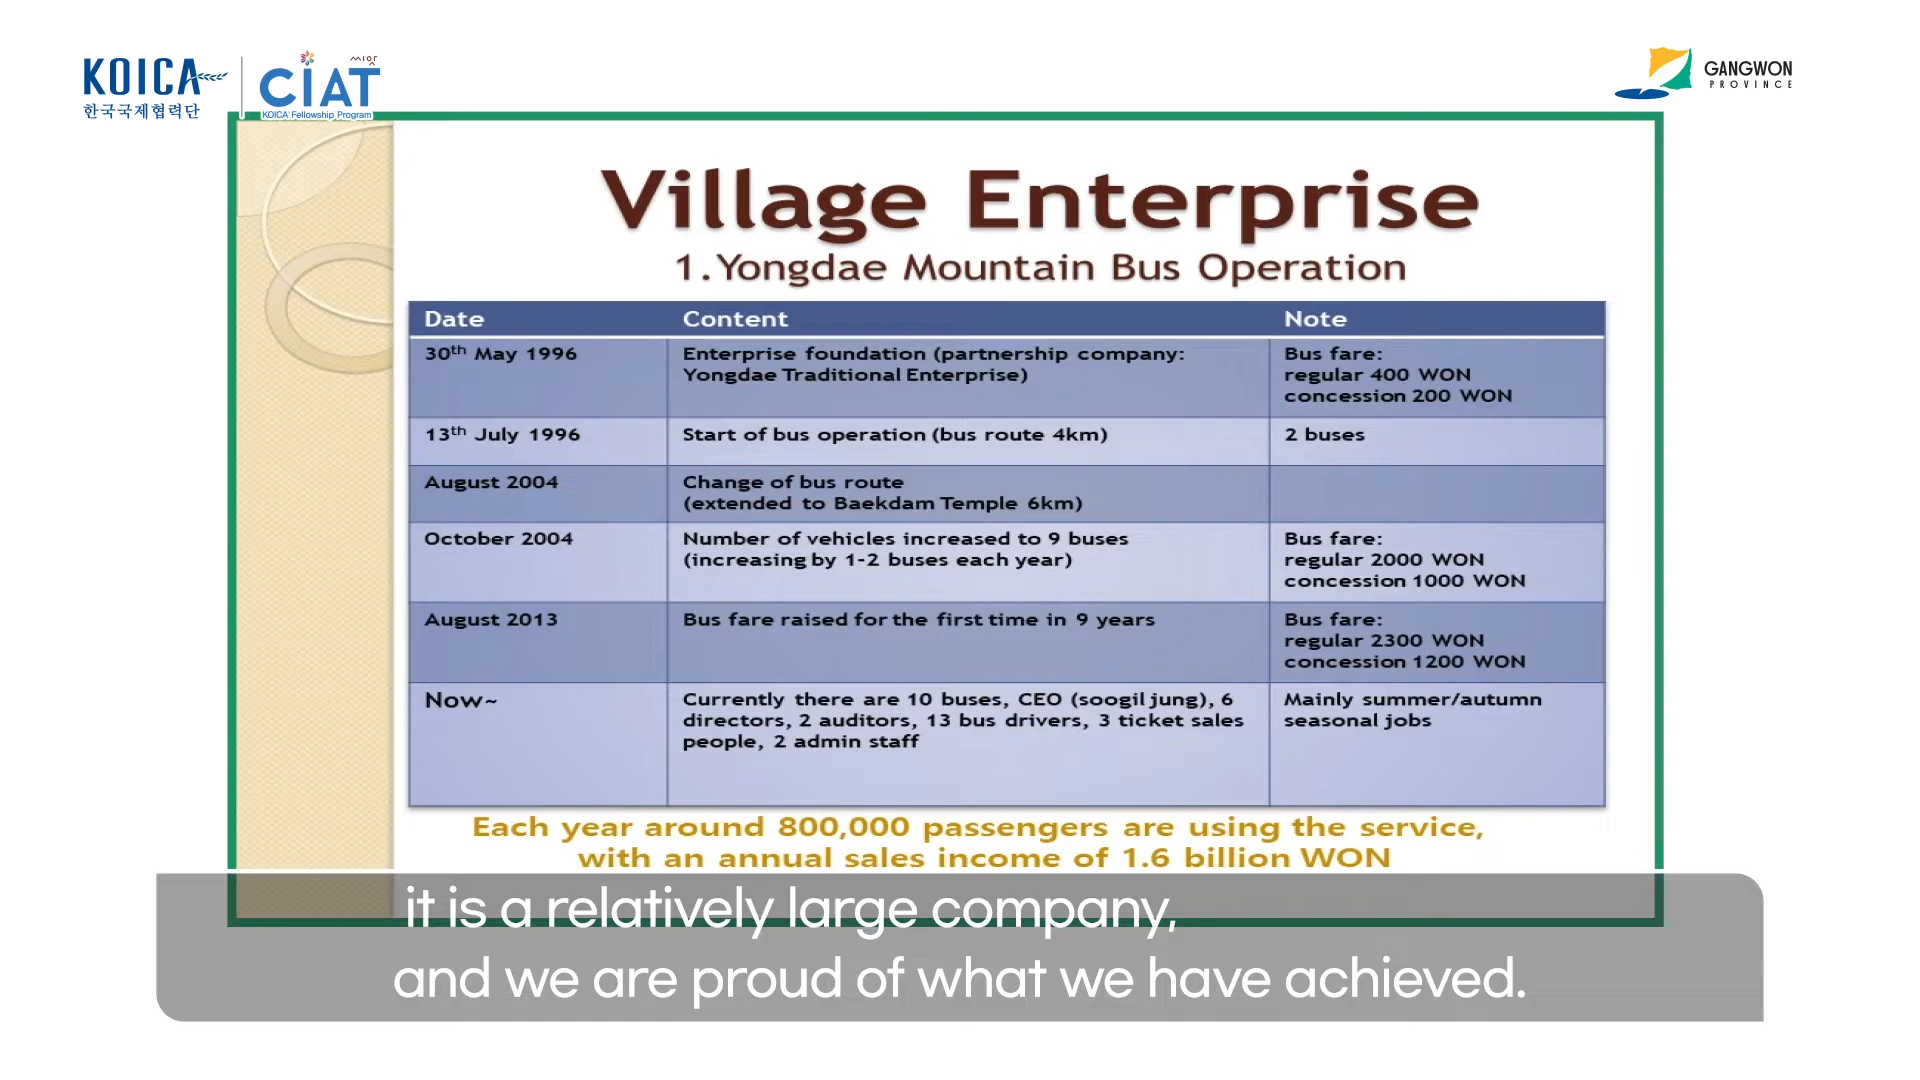 KOICA
한국국제협력단
CIAT
KOICA Fellowship Program
GANGWON
PROVINCE
Village Enterprise
1. Yongdae Mountain Bus Operation
Date Content Note
30th May 1996 Enterprise foundation (partnership company: Bus fare:
Yongdae Traditional Enterprise) regular 400 WON
concession 200 WON
13th July 1996 Start of bus operation (bus route 4km) 2 buses
August 2004 Change of bus route
(extended to Baekdam Temple 6km)
October 2004 Number of vehicles increased to 9 buses Bus fare:
(increasing by 1-2 buses each year) regular 2000 WON
concession 1000 WON
August 2013 Bus fare raised for the first time in 9 years Bus fare:
regular 2300 WON
concession 1200 WON
Now~ Currently there are 10 buses, CEO (soogil jung), 6 Mainly summer/autumn
directors, 2 auditors, 13 bus drivers, 3 ticket sales seasonal jobs
people, 2 admin staff
Each year around 800,000 passengers are using the service,
with an annual sales income of 1.6 billion WON
it is a relatively large company,
and we are proud of what we have achieved.